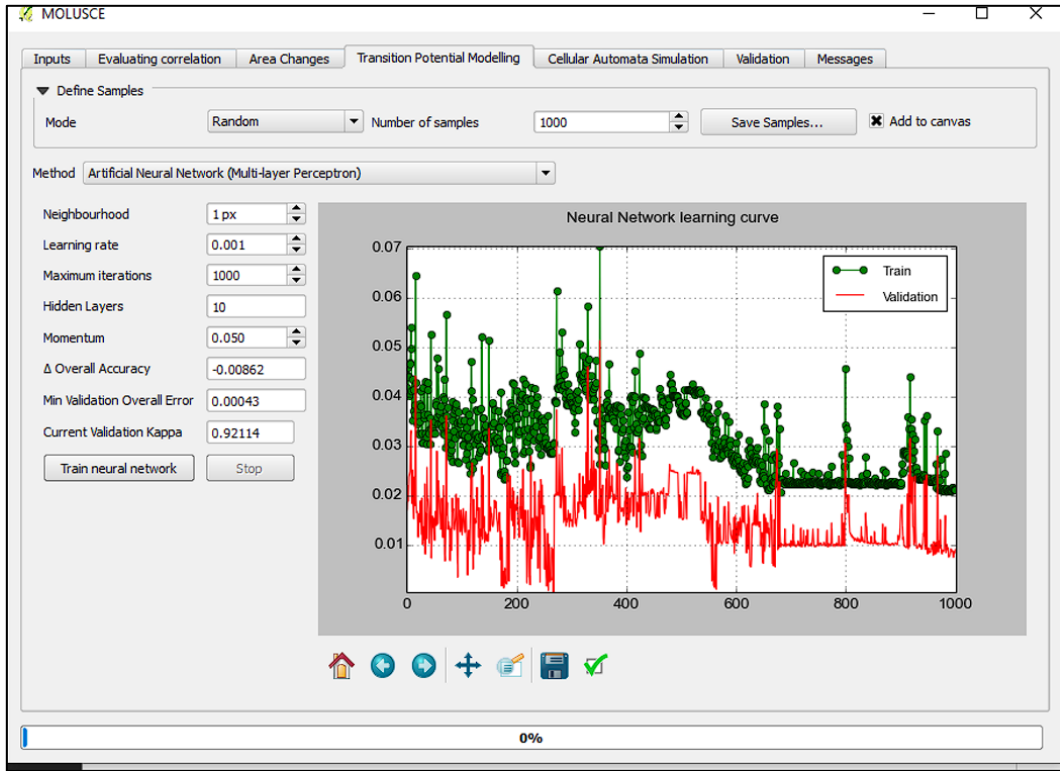 MOLUSCE
Inputs Evaluating correlation Area Changes Transition Potential Modelling Cellular Automata Simulation Validation Messages
Define Samples
Mode Random Number of samples 1000 Save Samples... Add to canvas
Method Artificial Neural Network (Multi-layer Perceptron)
Neighbourhood 1 px
Learning rate 0.001
Maximum iterations 1000
Hidden Layers 10
Momentum 0.050
Δ Overall Accuracy -0.00862
Min Validation Overall Error 0.00043
Current Validation Kappa 0.92114
Train neural network Stop
Neural Network learning curve
0.07
0.06
0.05
0.04
0.03
0.02
0.01
Train
Validation
0 200 400 600 800 1000
0%